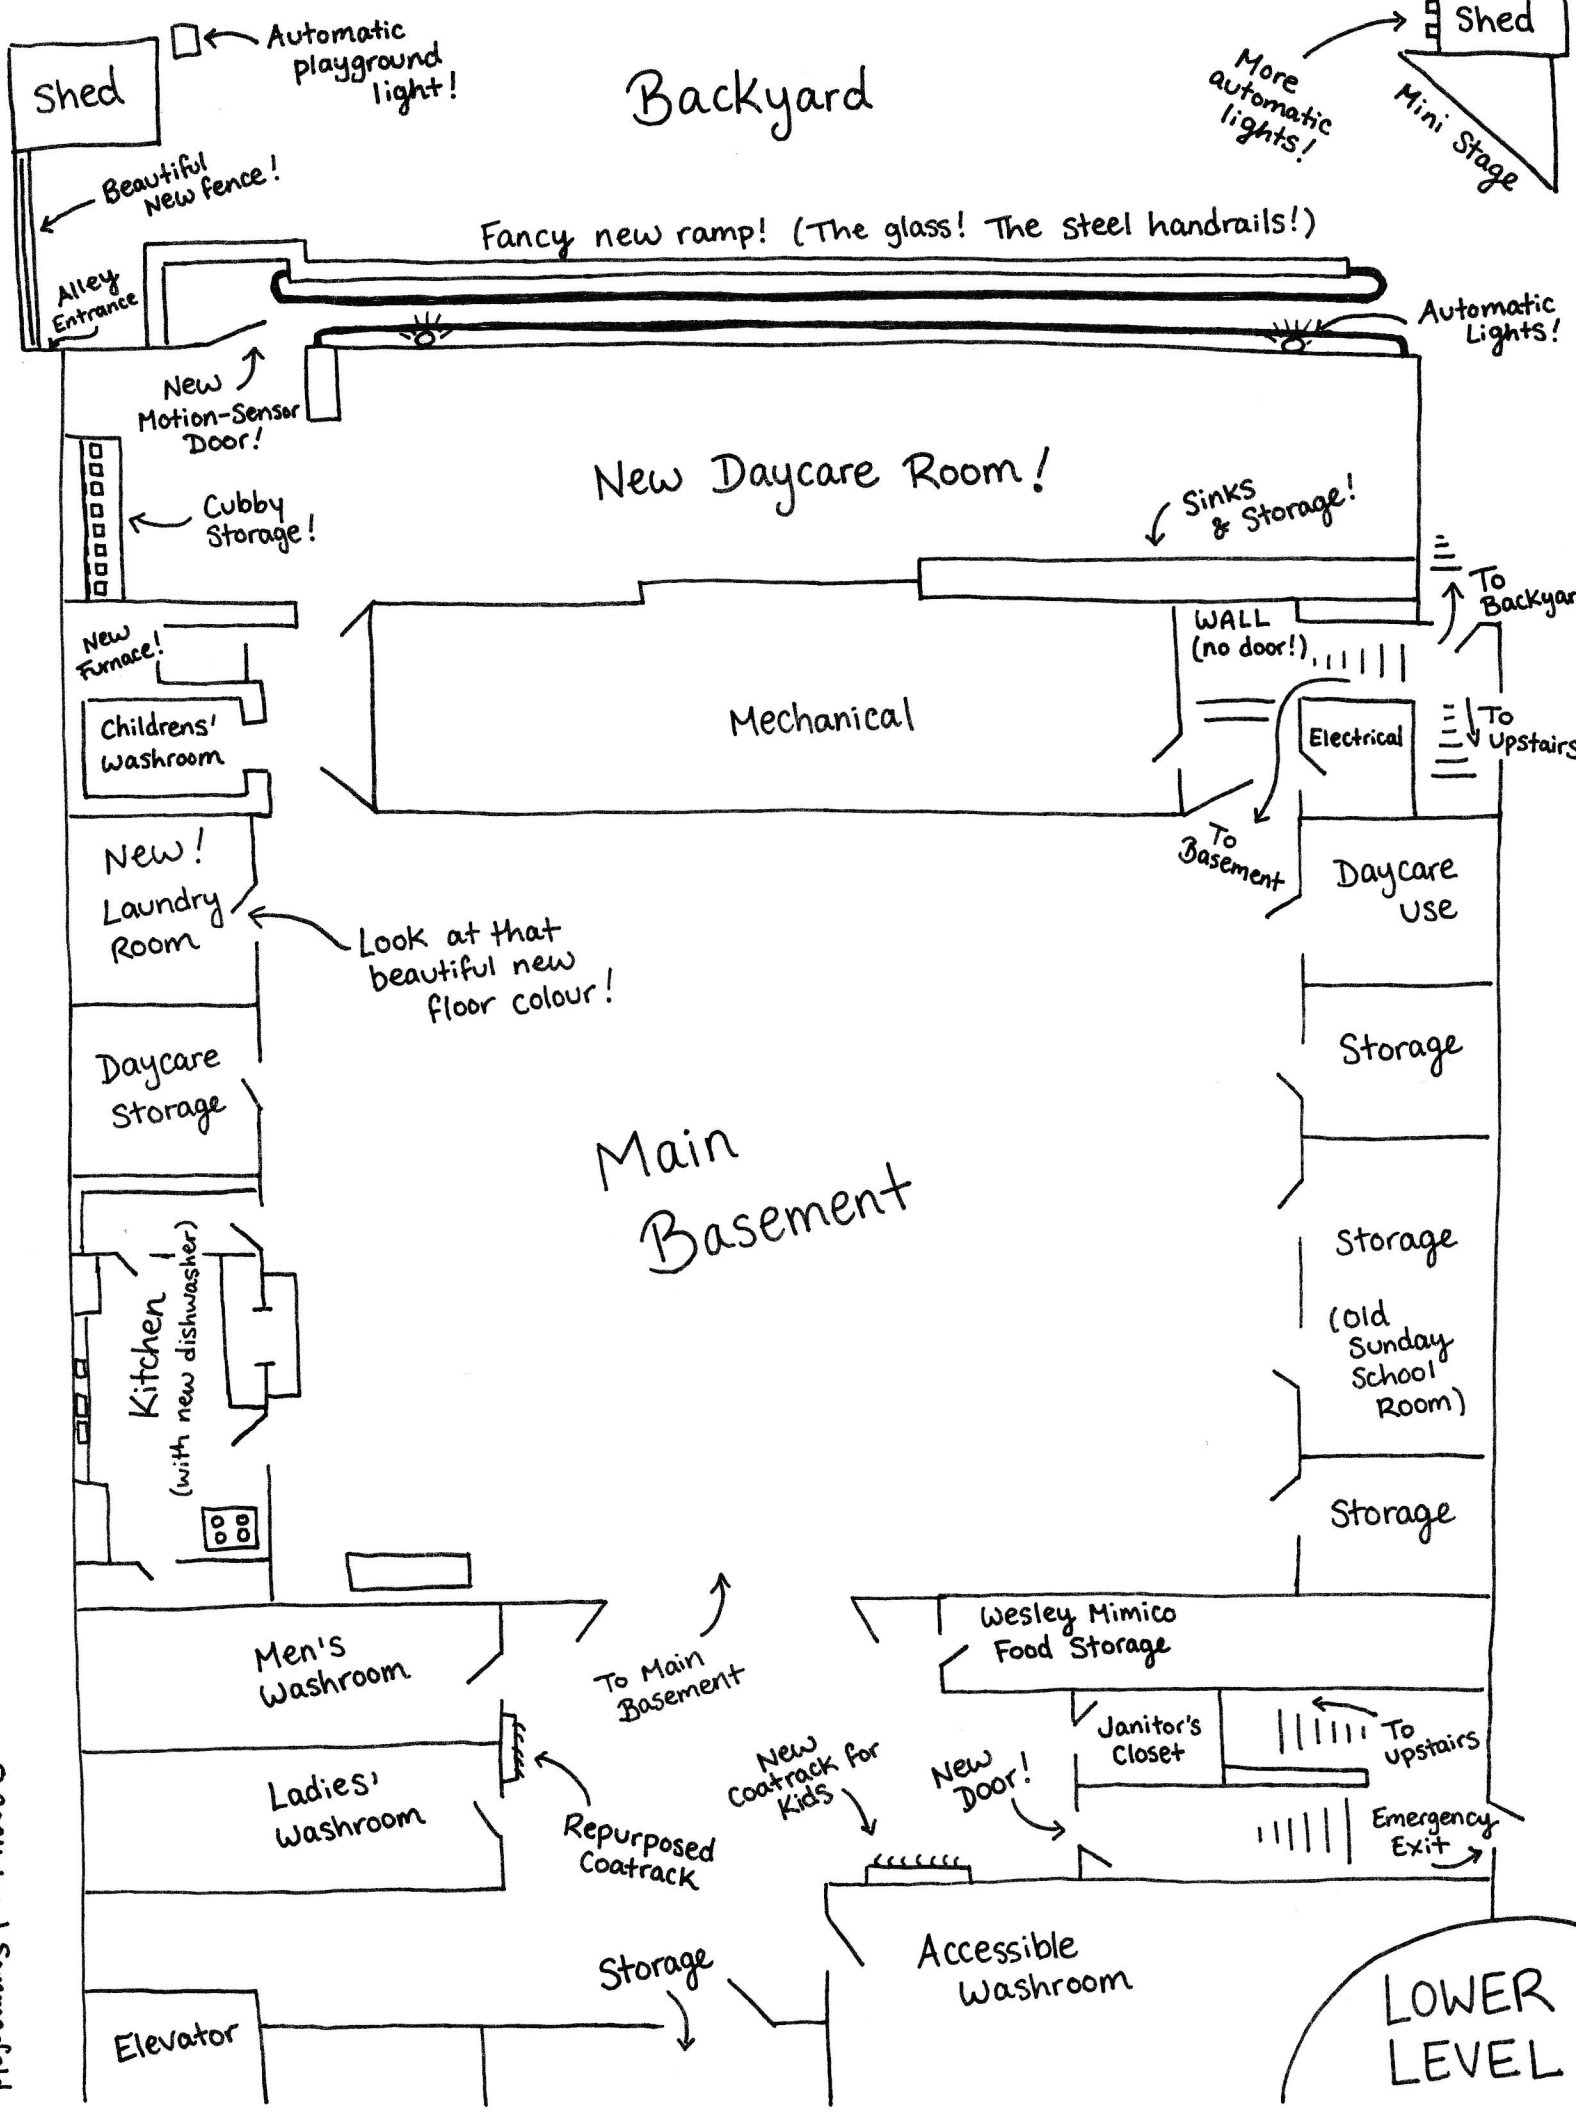 Automatic
playground
light!
Shed
Backyard
Shed
More
automatic
lights!
Mini Stage
Beautiful
New fence!
Fancy new ramp! (The glass! The steel handrails!)
Alley
Entrance
Automatic
Lights!
New
Motion-Sensor
Door!
New Daycare Room!
Cubby
Storage!
Sinks
& Storage!
To
Backyar
New
Furnace!
WALL
(no door!)
Childrens'
washroom
Mechanical
Electrical
To
Upstairs
To
Basement
New!
Laundry
Room
Daycare
use
Look at that
beautiful new
floor colour!
Daycare
Storage
Storage
Main
Basement
Kitchen
(with new dishwasher)
Storage
(old
Sunday
School
Room)
Storage
Men's
Washroom
To Main
Basement
Wesley Mimico
Food Storage
Janitor's
Closet
To
upstairs
Ladies'
Washroom
Repurposed
Coatrack
New
Coatrack for
Kids
New
Door!
Emergency
Exit
Storage
Accessible
Washroom
Elevator
LOWER
LEVEL